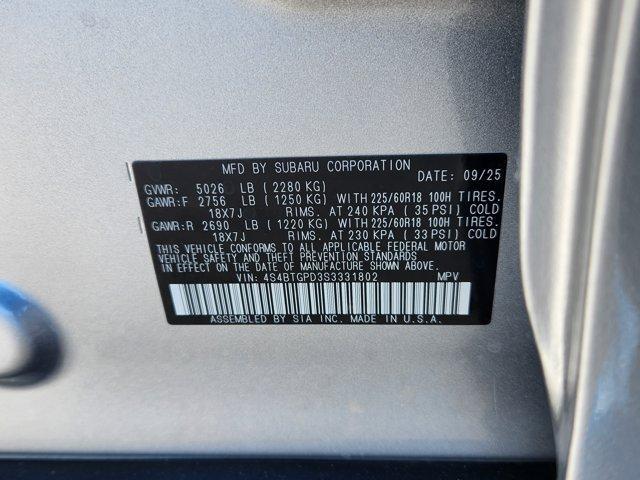 MFD BY SUBARU CORPORATION
DATE: 09/25
GVWR: 5026 LB (2280 KG)
GAWR:F 2756 LB (1250 KG) WITH 225/60R18 100H TIRES.
18X7J RIMS. AT 240 KPA (35 PSI) COLD
GAWR:R 2690 LB (1220 KG) WITH 225/60R18 100H TIRES.
18X7J RIMS. AT 230 KPA (33 PSI) COLD
THIS VEHICLE CONFORMS TO ALL APPLICABLE FEDERAL MOTOR
VEHICLE SAFETY AND THEFT PREVENTION STANDARDS IN EFFECT
ON THE DATE OF MANUFACTURE SHOWN ABOVE.
VIN: 4S4BTGPD3S3331802 MPV
ASSEMBLED BY SIA INC. MADE IN U.S.A.